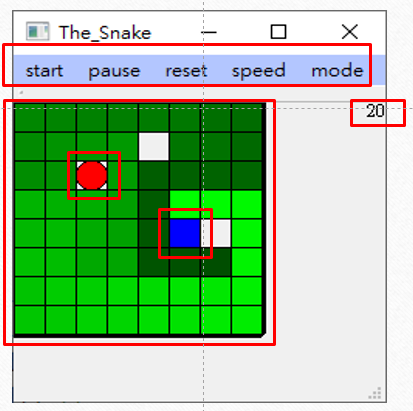 The_Snake
start pause reset speed mode
20